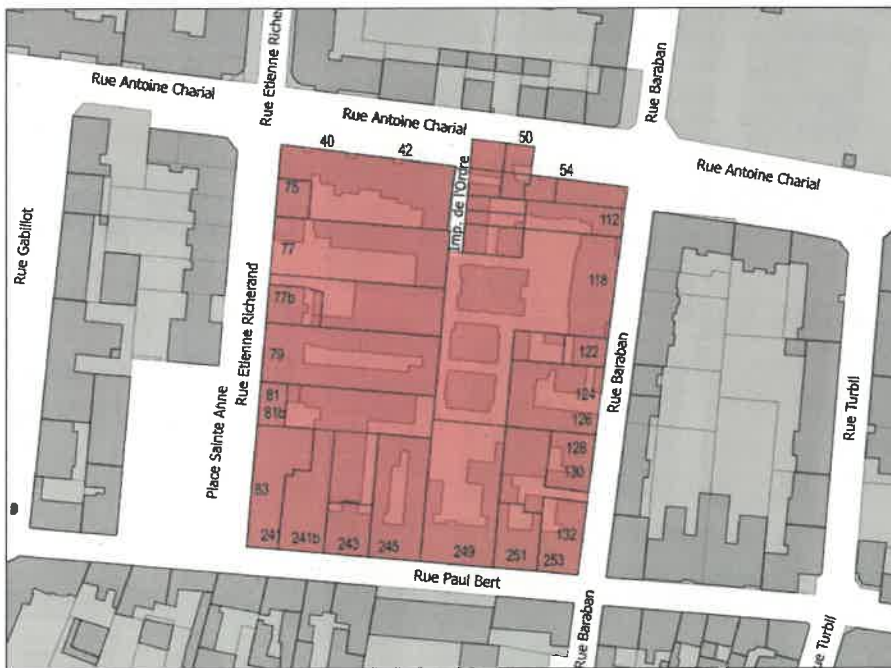 Rue Antoine Charial
Rue Etienne Riche
Rue Antoine Charial
Rue Baraban
Rue Antoine Charial
40
42
50
54
Imp. de l'Ordre
Rue Gabillot
Rue Etienne Richerand
Place Sainte Anne
75
77
77b
79
81
81b
83
112
118
122
124
126
128
130
132
Rue Baraban
Rue Turbil
241
241b
243
245
249
251
253
Rue Paul Bert
Rue Baraban
e Turbil